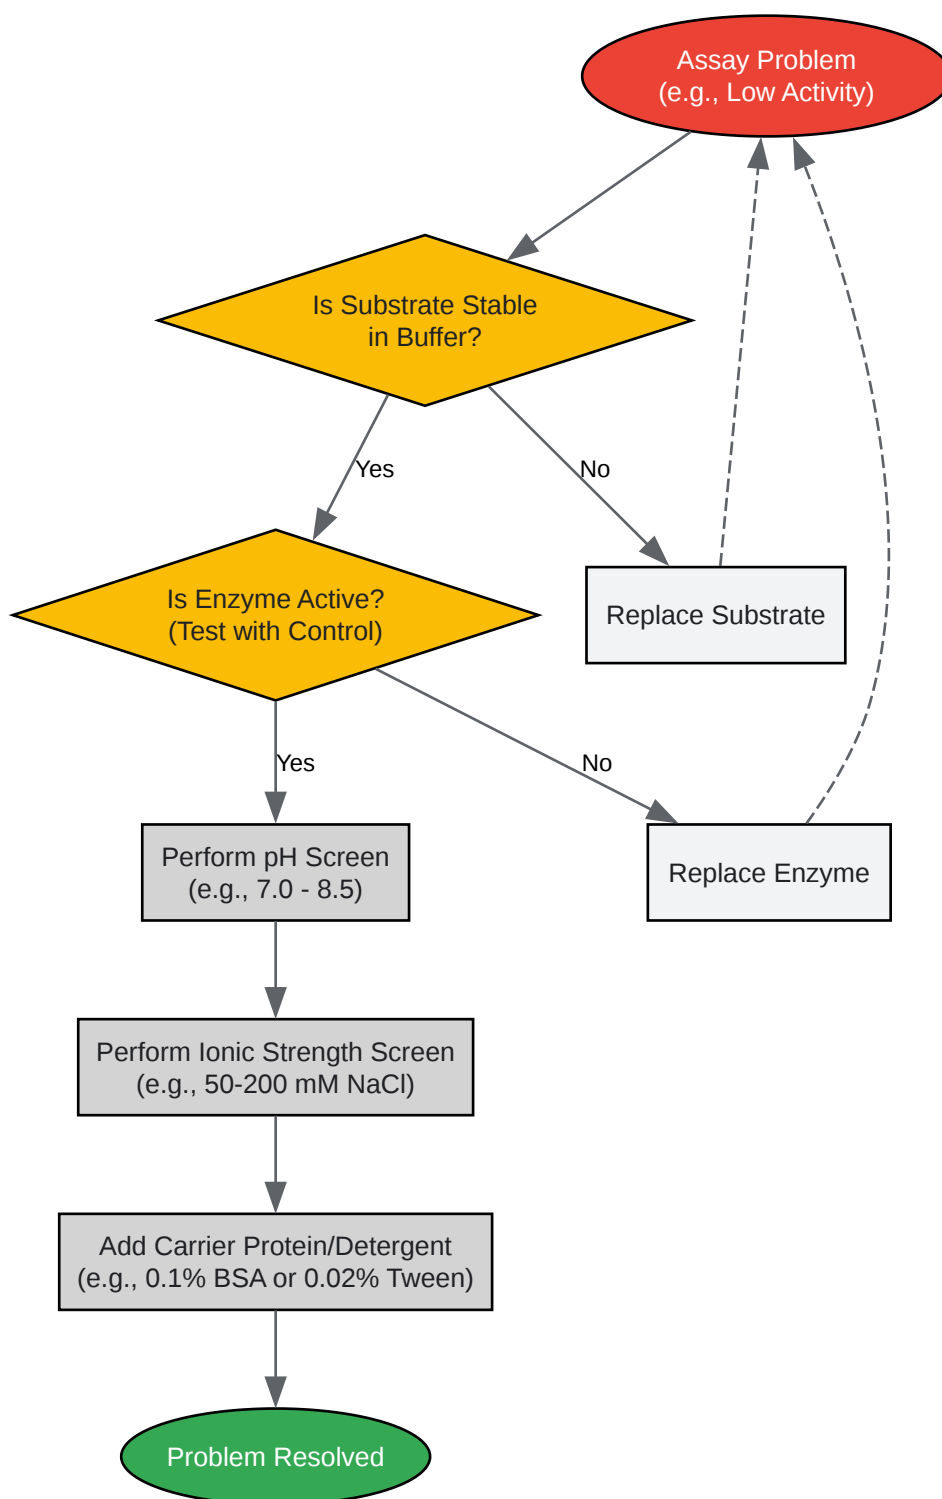 Assay Problem
(e.g., Low Activity)
Is Substrate Stable
in Buffer?
Yes
No
Is Enzyme Active?
(Test with Control)
Replace Substrate
Yes
No
Perform pH Screen
(e.g., 7.0 - 8.5)
Replace Enzyme
Perform Ionic Strength Screen
(e.g., 50-200 mM NaCl)
Add Carrier Protein/Detergent
(e.g., 0.1% BSA or 0.02% Tween)
Problem Resolved